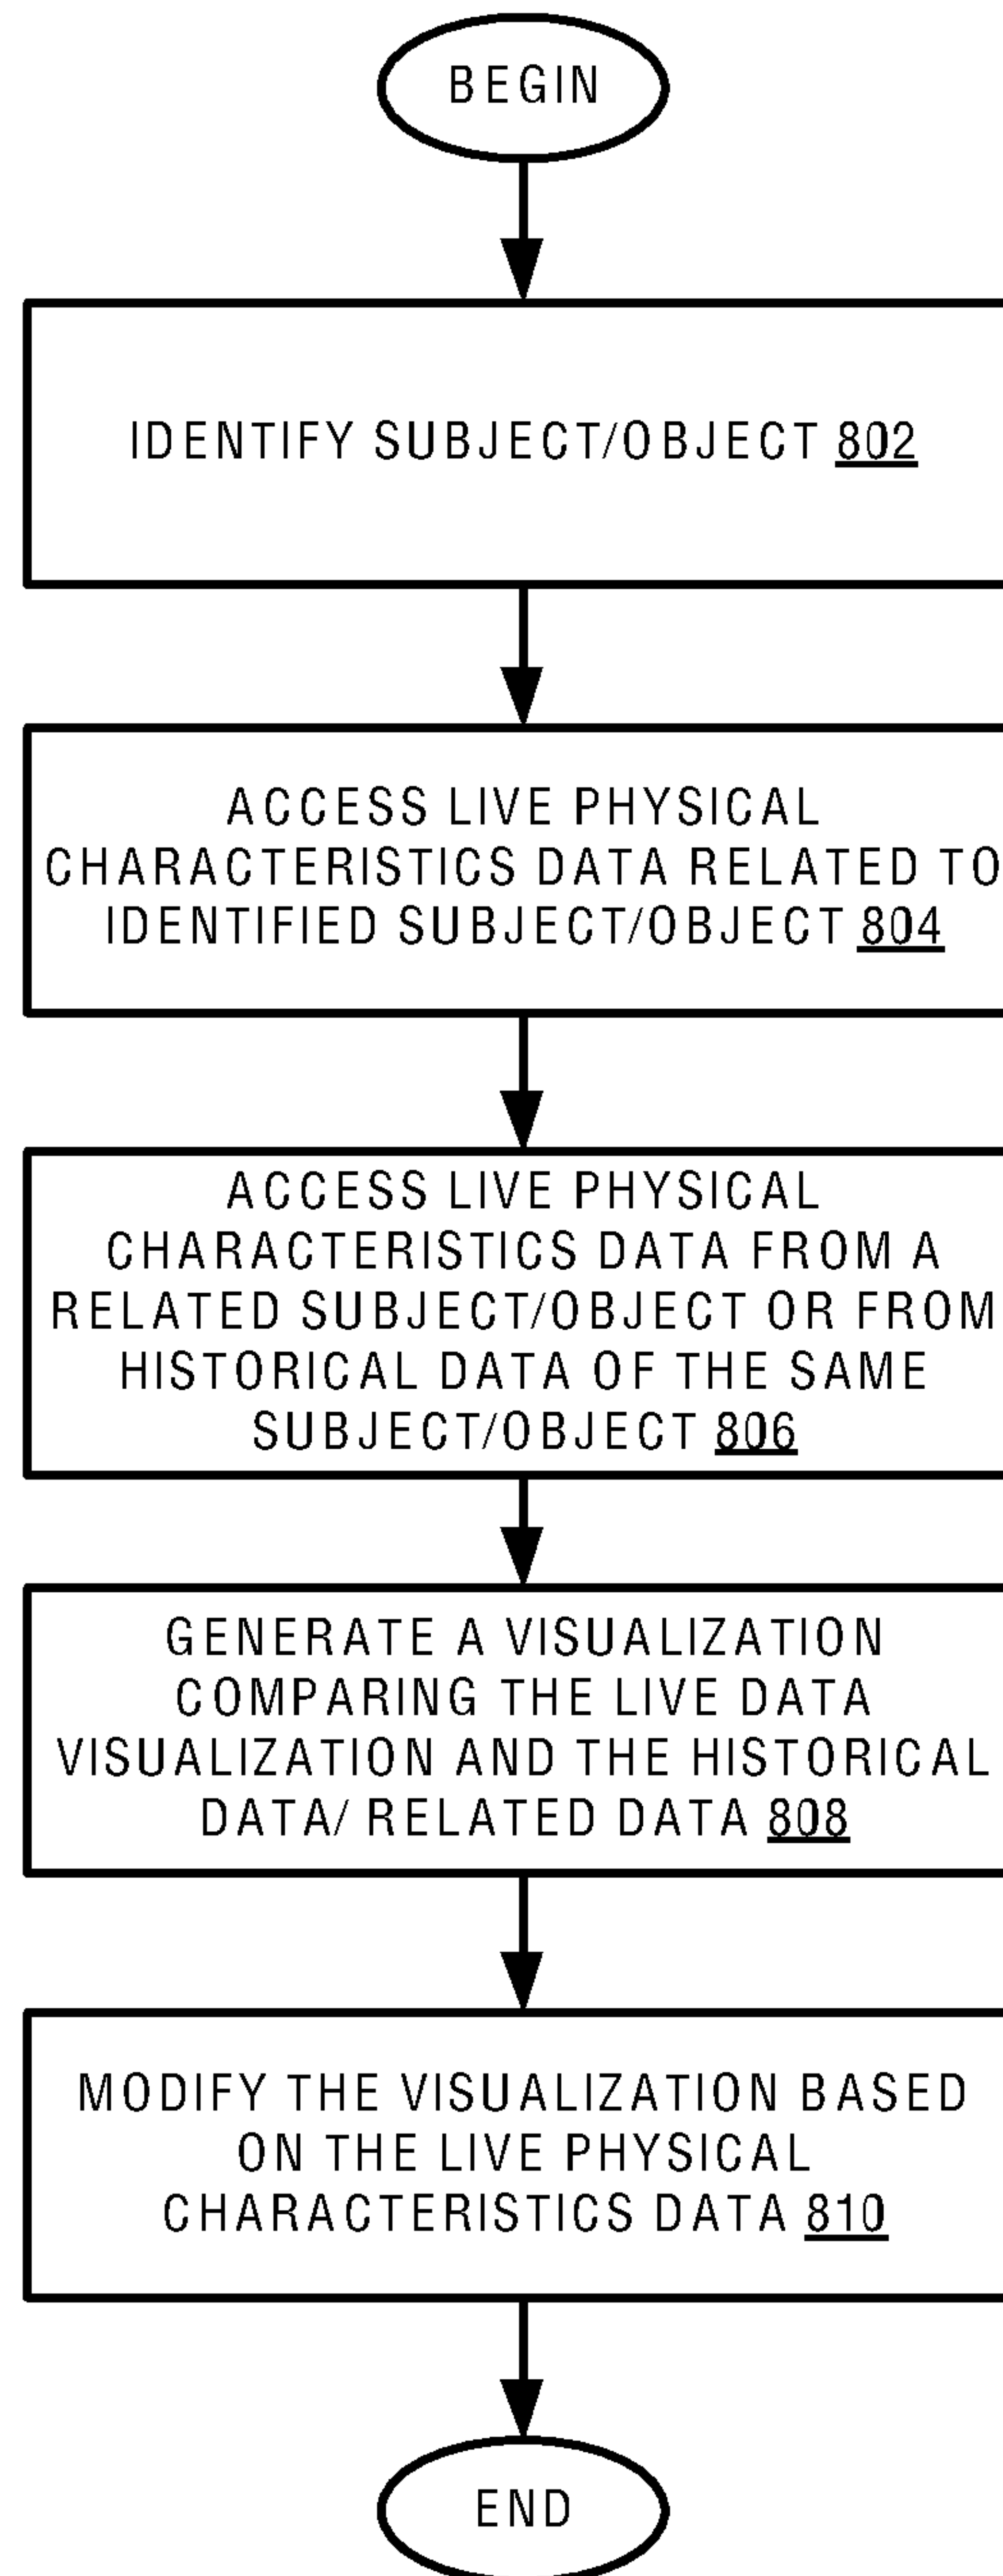 BEGIN
IDENTIFY SUBJECT/OBJECT 802
ACCESS LIVE PHYSICAL
CHARACTERISTICS DATA RELATED TO
IDENTIFIED SUBJECT/OBJECT 804
ACCESS LIVE PHYSICAL
CHARACTERISTICS DATA FROM A
RELATED SUBJECT/OBJECT OR FROM
HISTORICAL DATA OF THE SAME
SUBJECT/OBJECT 806
GENERATE A VISUALIZATION
COMPARING THE LIVE DATA
VISUALIZATION AND THE HISTORICAL
DATA/ RELATED DATA 808
MODIFY THE VISUALIZATION BASED
ON THE LIVE PHYSICAL
CHARACTERISTICS DATA 810
END